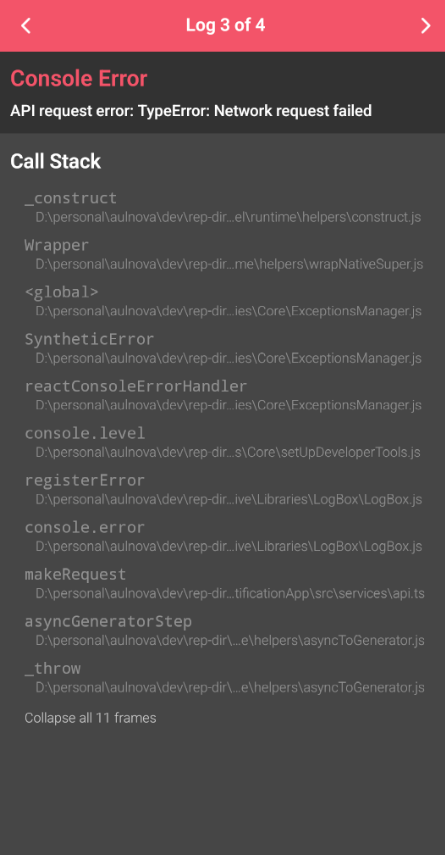 Log 3 of 4
Console Error
API request error: TypeError: Network request failed
Call Stack
_construct
D:\personal\aulnova\dev\rep-dir...el\runtime\helpers\construct.js
Wrapper
D:\personal\aulnova\dev\rep-dir...me\helpers\wrapNativeSuper.js
<global>
D:\personal\aulnova\dev\rep-dir...ies\Core\ExceptionsManager.js
SyntheticError
D:\personal\aulnova\dev\rep-dir...ies\Core\ExceptionsManager.js
reactConsoleErrorHandler
D:\personal\aulnova\dev\rep-dir...ies\Core\ExceptionsManager.js
console.level
D:\personal\aulnova\dev\rep-dir...s\Core\setUpDeveloperTools.js
registerError
D:\personal\aulnova\dev\rep-dir...ive\Libraries\LogBox\LogBox.js
console.error
D:\personal\aulnova\dev\rep-dir...ive\Libraries\LogBox\LogBox.js
makeRequest
D:\personal\aulnova\dev\rep-dir...tificationApp\src\services\api.ts
asyncGeneratorStep
D:\personal\aulnova\dev\rep-dir\...e\helpers\asyncToGenerator.js
_throw
D:\personal\aulnova\dev\rep-dir\...e\helpers\asyncToGenerator.js
Collapse all 11 frames